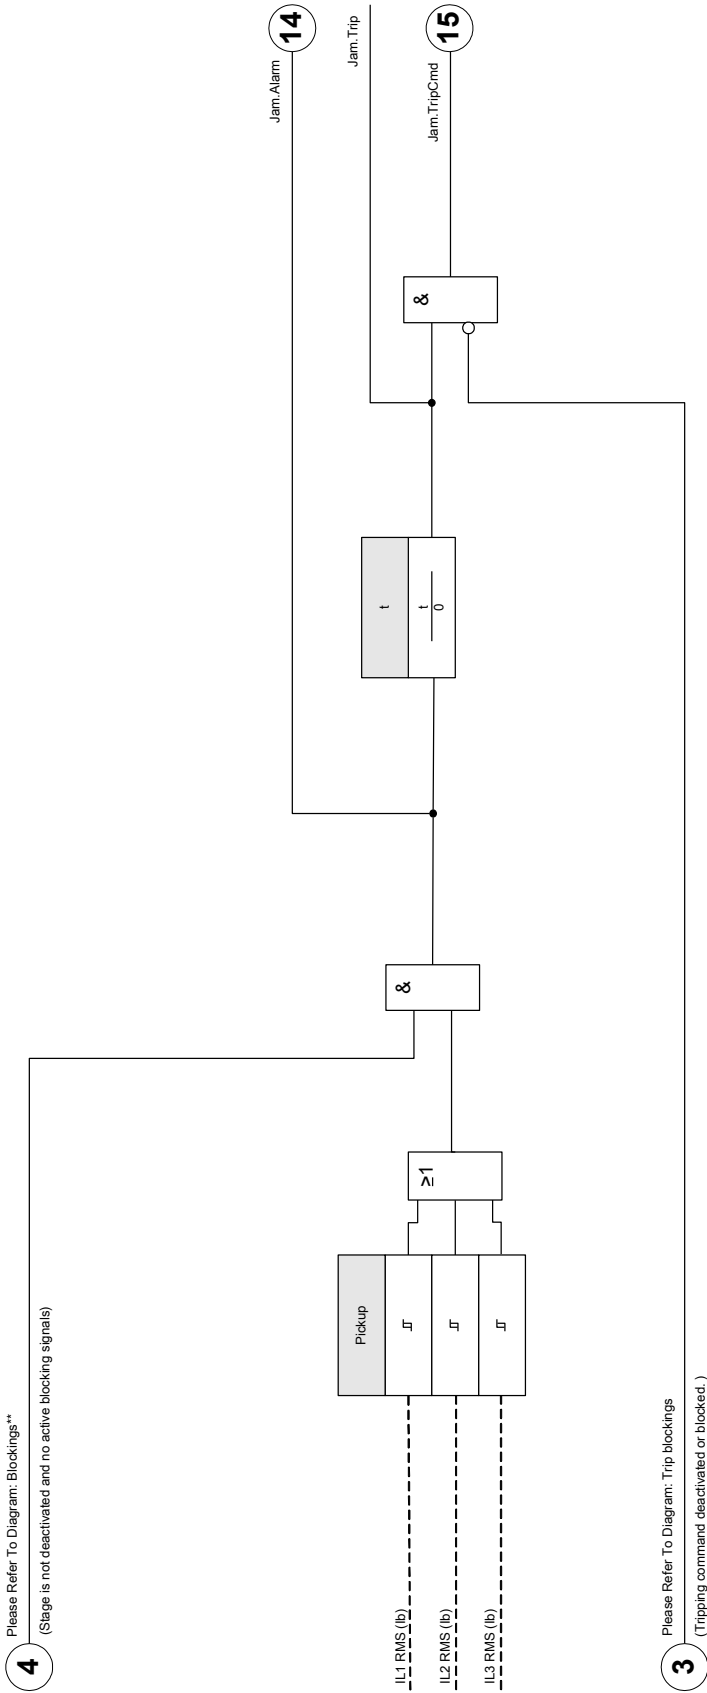 4
Please Refer To Diagram: Blockings**
(Stage is not deactivated and no active blocking signals)
IL1 RMS (Ib)
IL2 RMS (Ib)
IL3 RMS (Ib)
Pickup
≥1
&
t
t
0
&
Jam.Alarm
14
Jam.Trip
Jam.TripCmd
15
3
Please Refer To Diagram: Trip blockings
(Tripping command deactivated or blocked. )